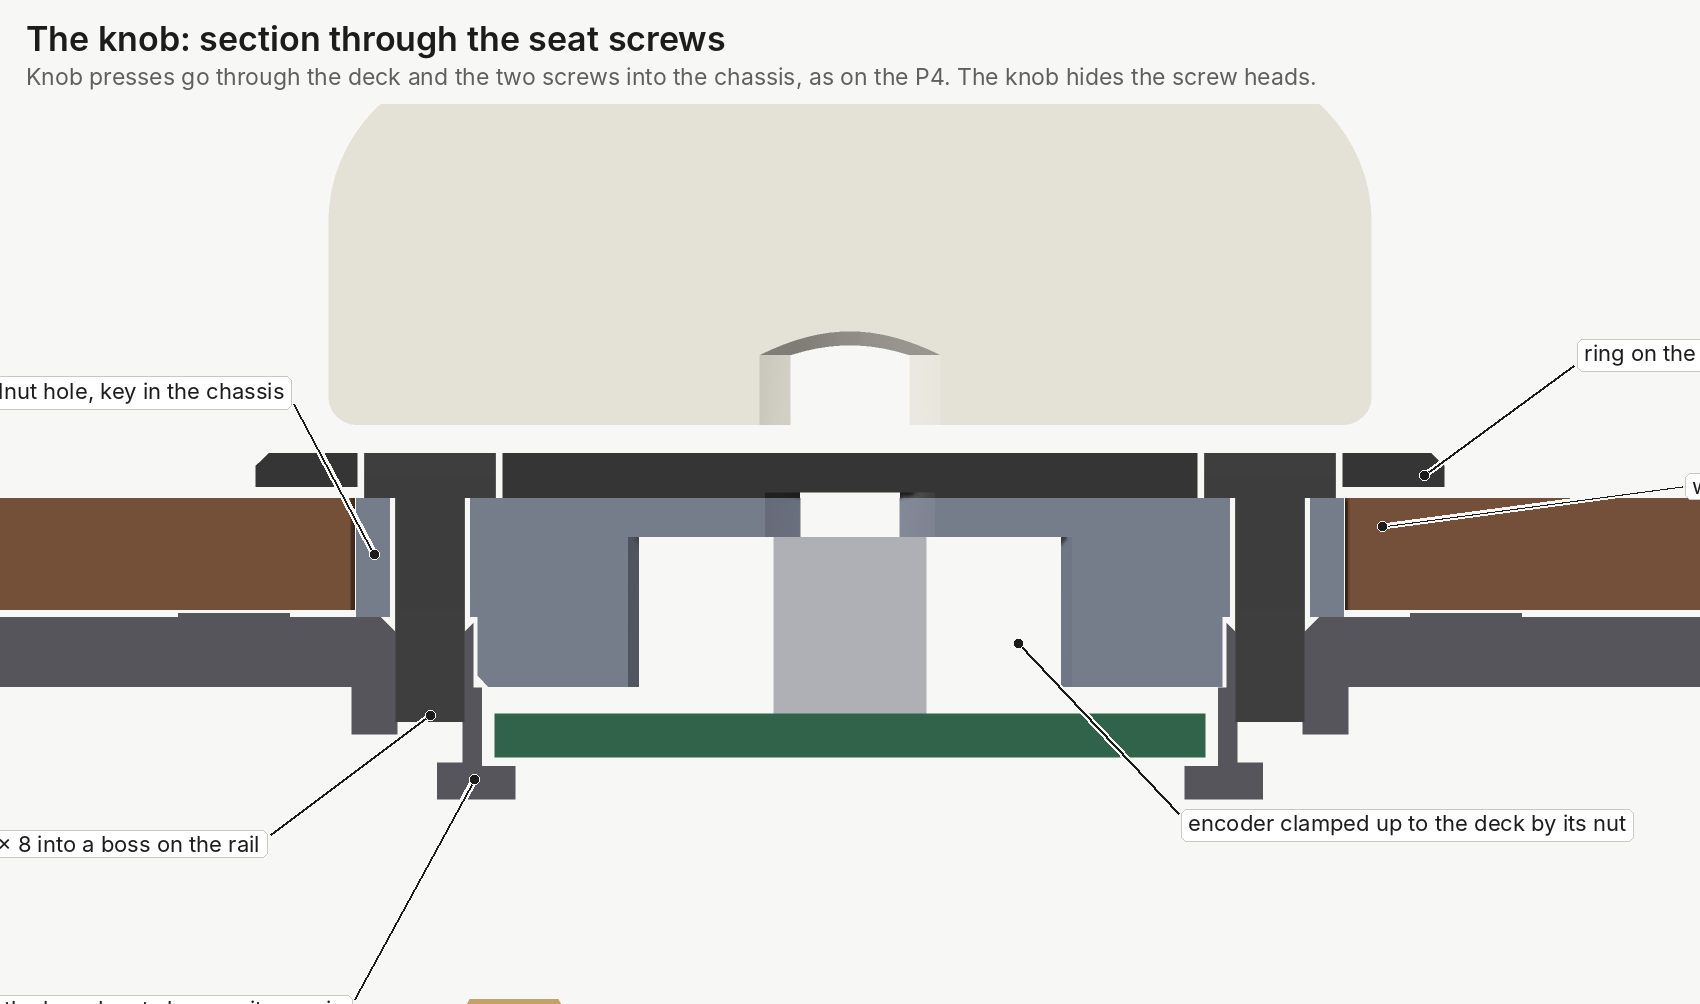 The knob: section through the seat screws
Knob presses go through the deck and the two screws into the chassis, as on the P4. The knob hides the screw heads.
ring on the
hole, key in the chassis
× 8 into a boss on the rail
encoder clamped up to the deck by its nut